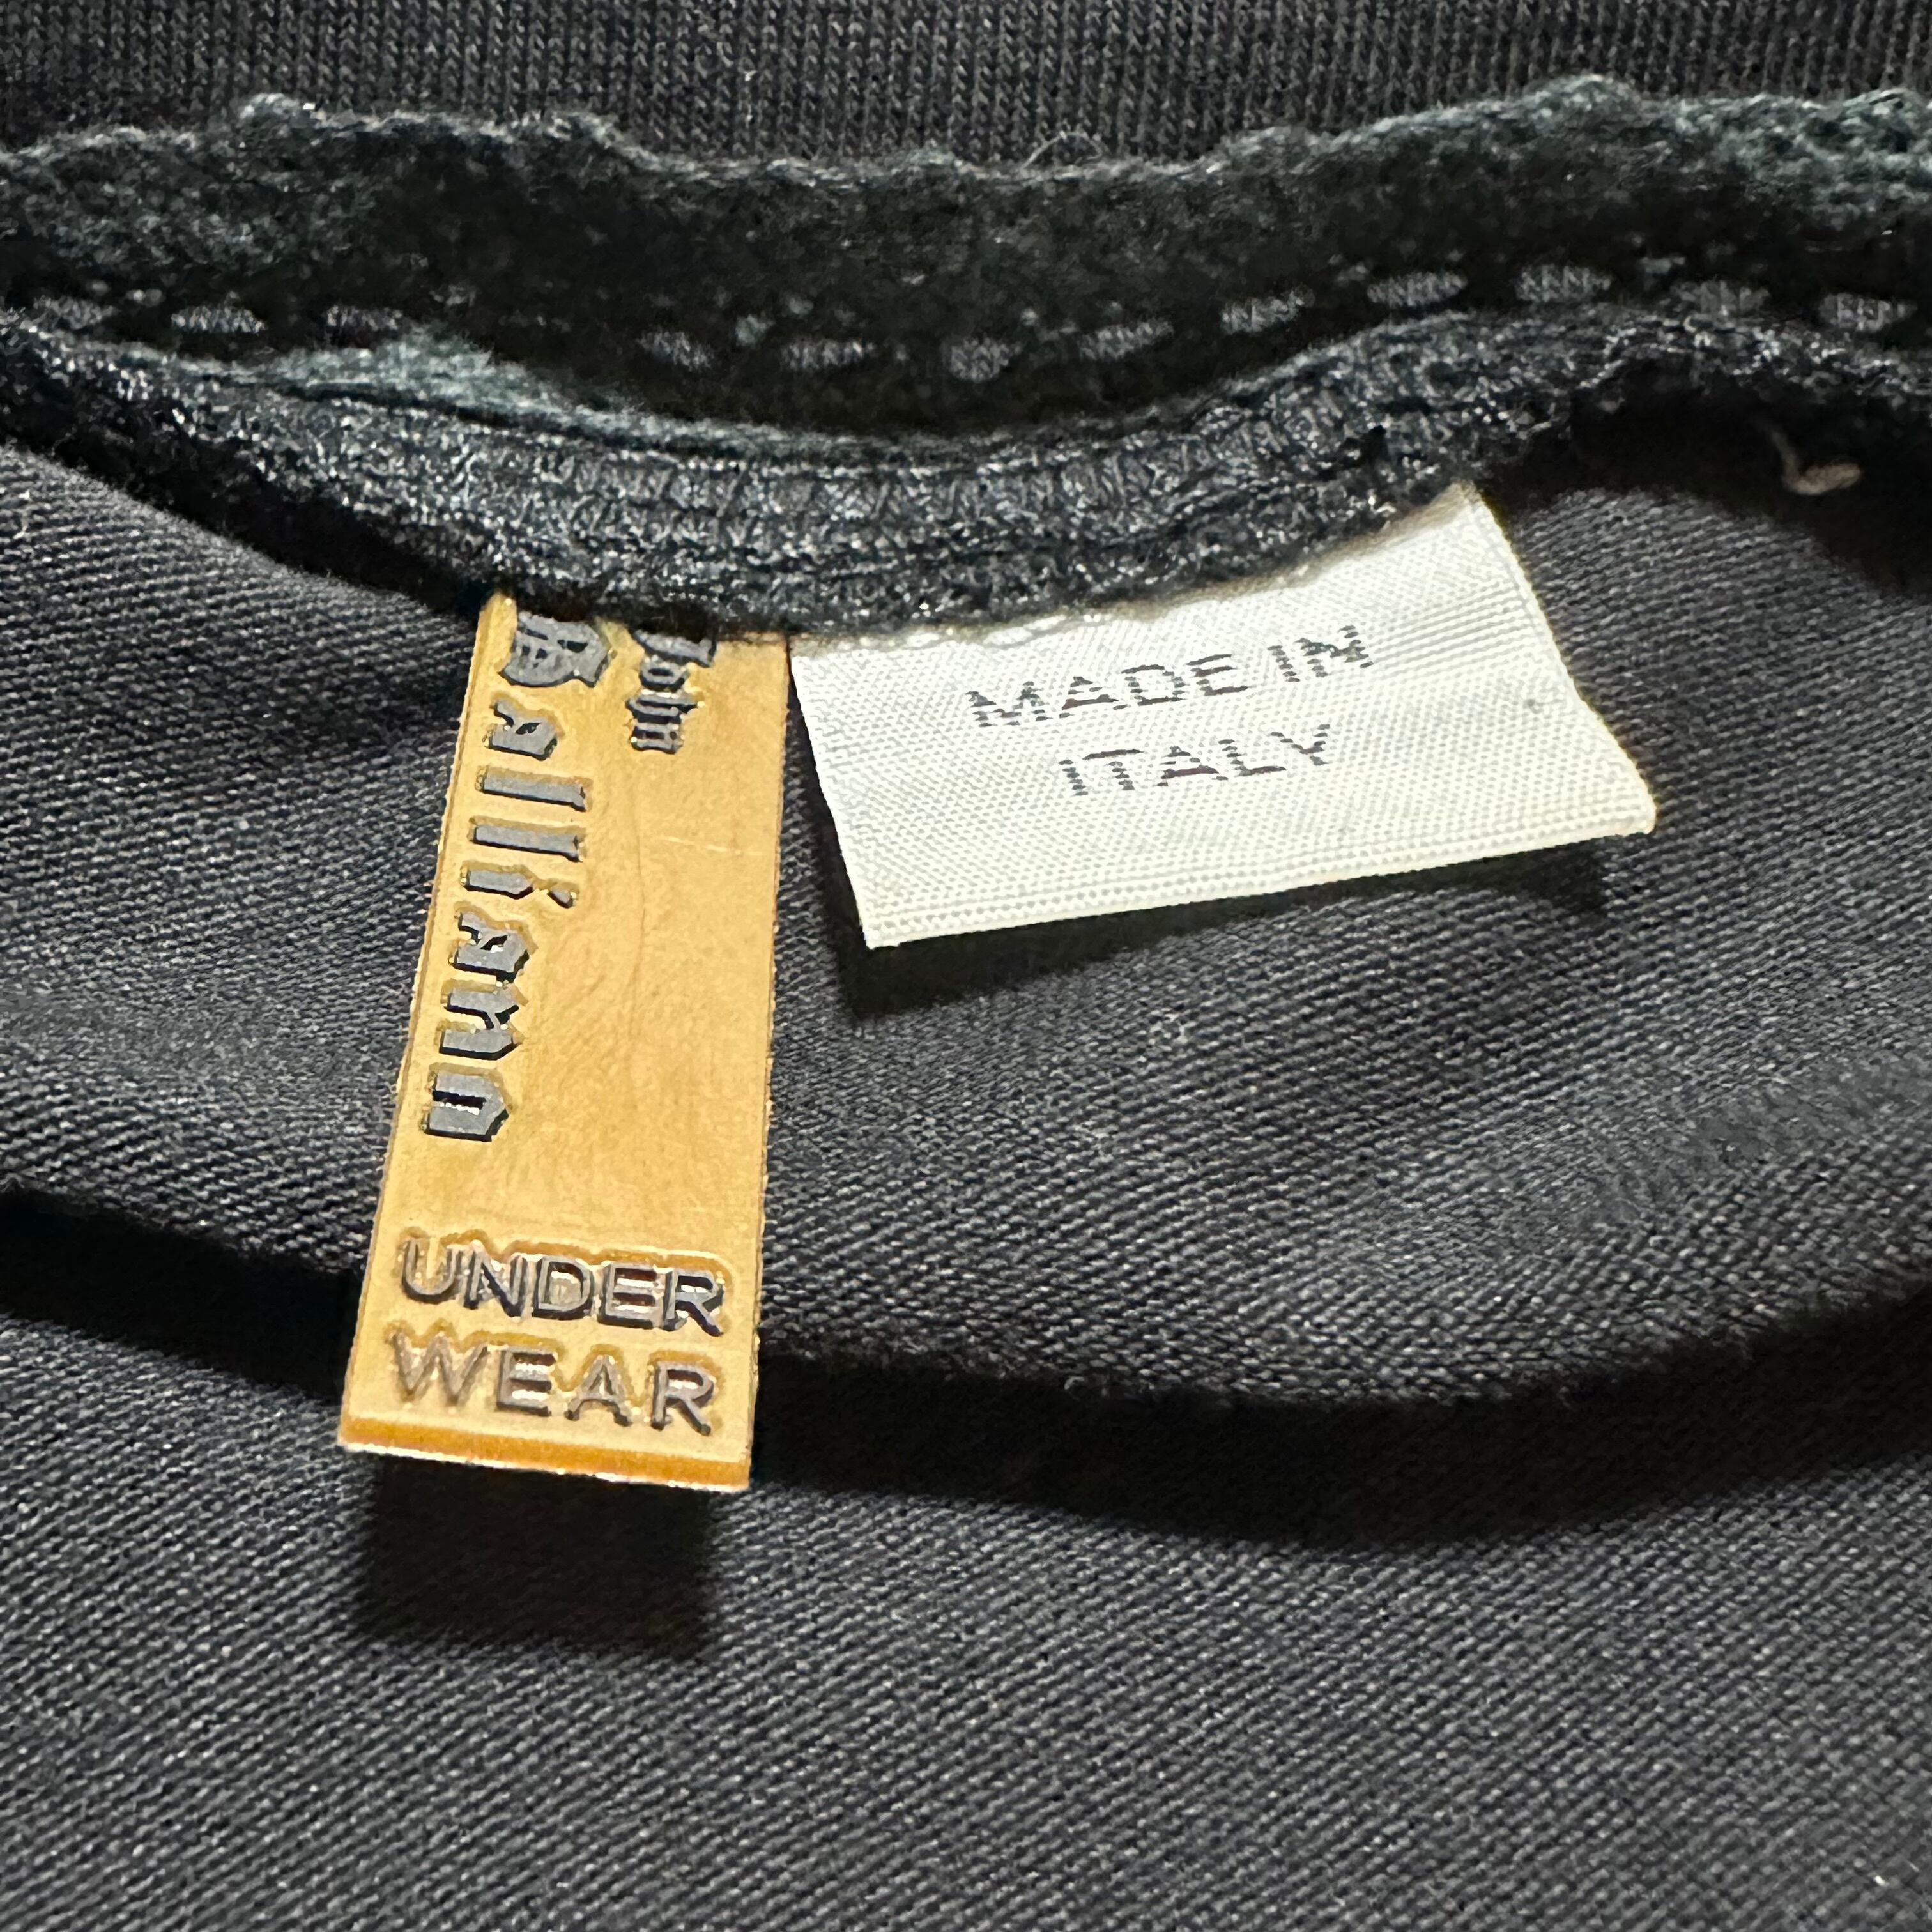 John
Galliano
UNDER
WEAR
MADE IN
ITALY